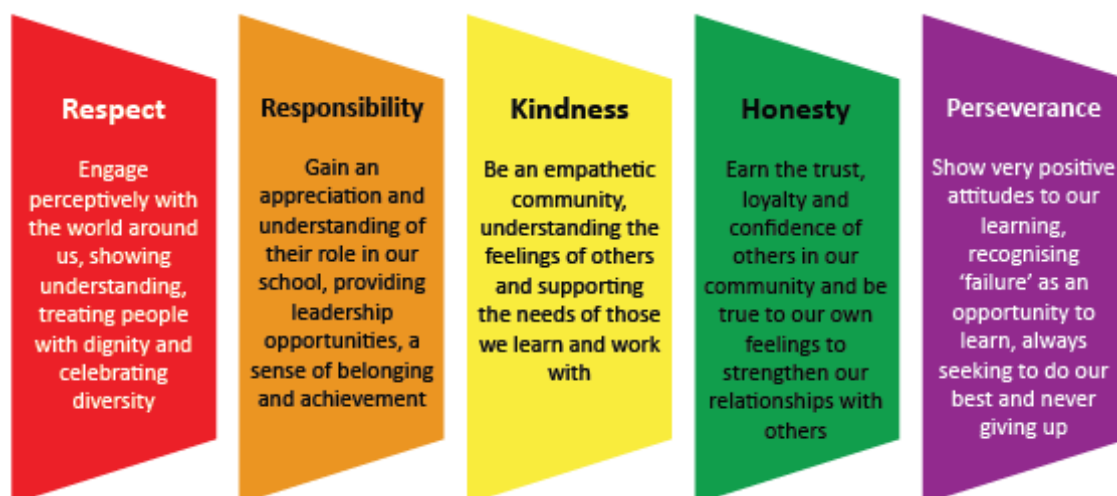 Respect
Engage
perceptively with
the world around
us, showing
understanding,
treating people
with dignity and
celebrating
diversity
Responsibility
Gain an
appreciation and
understanding of
their role in our
school, providing
leadership
opportunities, a
sense of belonging
and achievement
Kindness
Be an empathetic
community,
understanding the
feelings of others
and supporting
the needs of those
we learn and work
with
Honesty
Earn the trust,
loyalty and
confidence of
others in our
community and be
true to our own
feelings to
strengthen our
relationships with
others
Perseverance
Show very positive
attitudes to our
learning,
recognising
‘failure’ as an
opportunity to
learn, always
seeking to do our
best and never
giving up